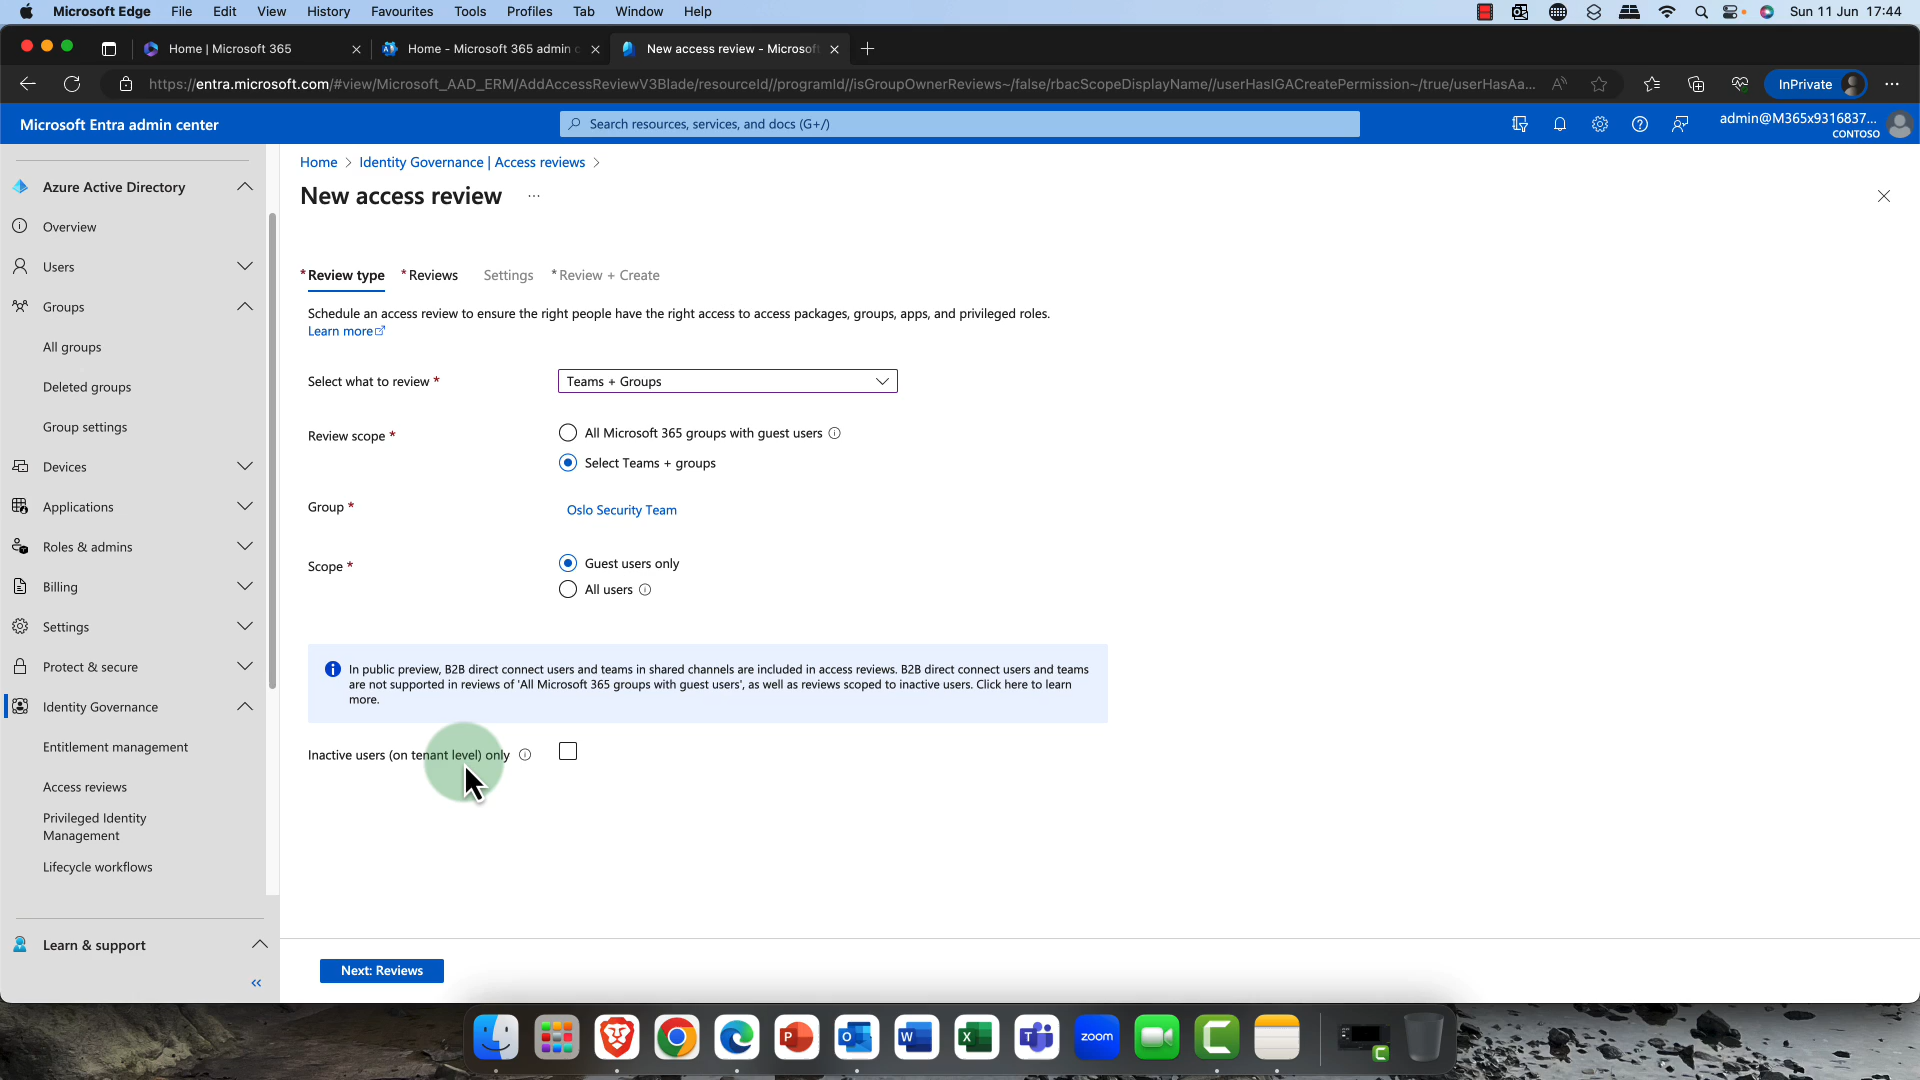 Microsoft Edge File Edit View History Favourites Tools Profiles Tab Window Help Sun 11 Jun 17:44
Home | Microsoft 365
Home - Microsoft 365 admin c
New access review - Microsoft
https://entra.microsoft.com/#view/Microsoft_AAD_ERM/AddAccessReviewV3Blade/resourceId//programId//isGroupOwnerReviews~/false/rbacScopeDisplayName//userHasIGACreatePermission~/true/userHasAa...
InPrivate
Microsoft Entra admin center
Search resources, services, and docs (G+/)
admin@M365x9316837...
CONTOSO
Azure Active Directory
Overview
Users
Groups
All groups
Deleted groups
Group settings
Devices
Applications
Roles & admins
Billing
Settings
Protect & secure
Identity Governance
Entitlement management
Access reviews
Privileged Identity
Management
Lifecycle workflows
Learn & support
«
Home > Identity Governance | Access reviews >
New access review ...
* Review type * Reviews Settings * Review + Create
Schedule an access review to ensure the right people have the right access to access packages, groups, apps, and privileged roles.
Learn more
Select what to review * Teams + Groups
Review scope *
All Microsoft 365 groups with guest users
Select Teams + groups
Group * Oslo Security Team
Scope *
Guest users only
All users
In public preview, B2B direct connect users and teams in shared channels are included in access reviews. B2B direct connect users and teams
are not supported in reviews of 'All Microsoft 365 groups with guest users', as well as reviews scoped to inactive users. Click here to learn
more.
Inactive users (on tenant level) only
Next: Reviews
zoom